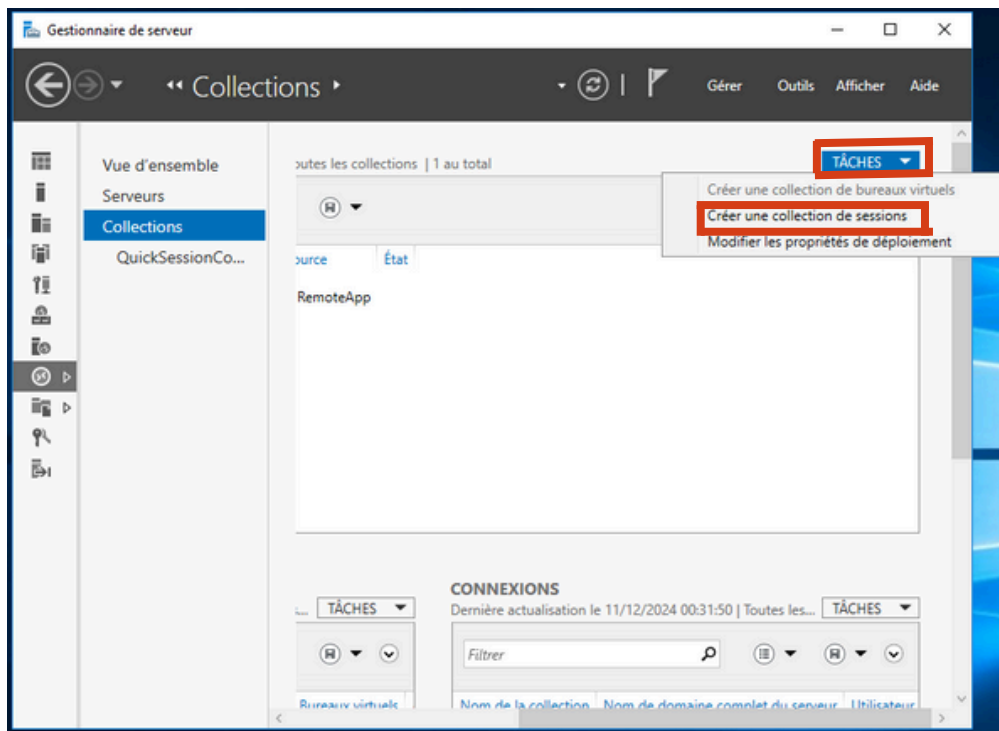 Gestionnaire de serveur
Collections
Gérer Outils Afficher Aide
Vue d'ensemble
Serveurs
Collections
QuickSessionCo...
outes les collections | 1 au total
TÂCHES
Créer une collection de bureaux virtuels
Créer une collection de sessions
Modifier les propriétés de déploiement
ource État
RemoteApp
... TÂCHES
CONNEXIONS
Dernière actualisation le 11/12/2024 00:31:50 | Toutes les... TÂCHES
Filtrer
Bureaux virtuels
Nom de la collection Nom de domaine complet du serveur Utilisateur